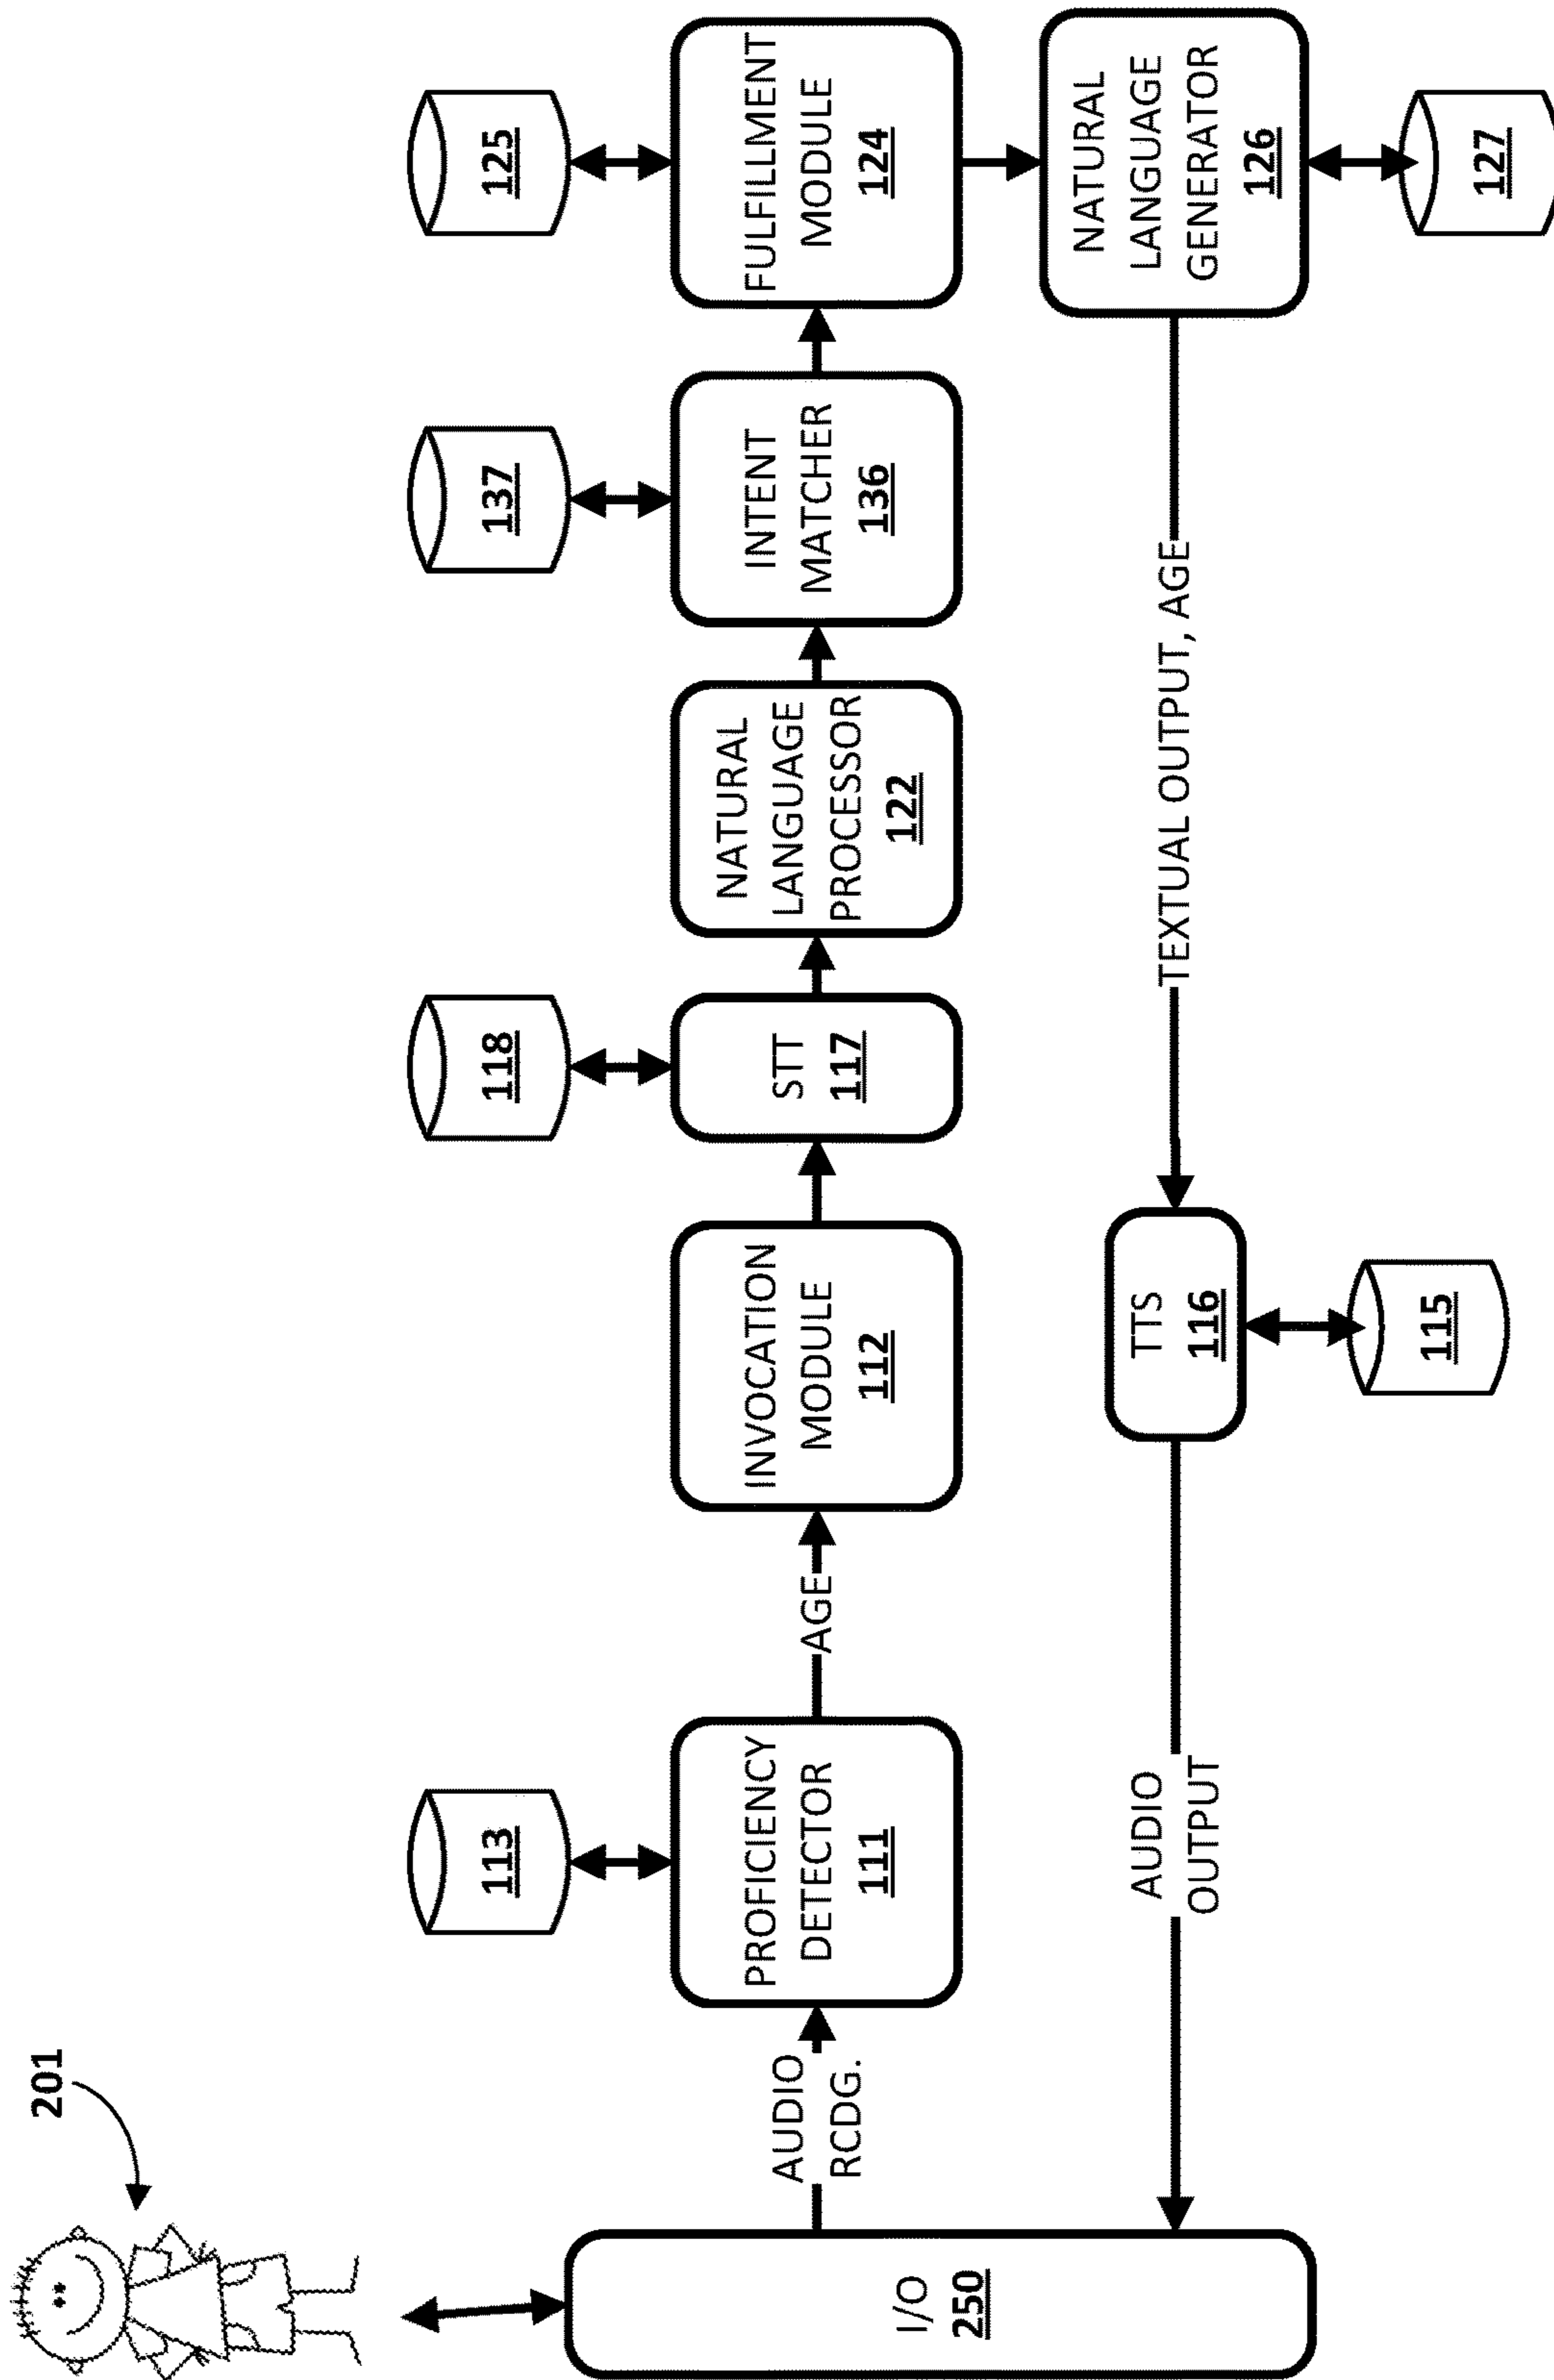 201
I/O
250
AUDIO
RCDG.
113
PROFICIENCY
DETECTOR
111
AGE
INVOCATION
MODULE
112
118
STT
117
NATURAL
LANGUAGE
PROCESSOR
122
137
INTENT
MATCHER
136
125
FULFILLMENT
MODULE
124
NATURAL
LANGUAGE
GENERATOR
126
127
TEXTUAL OUTPUT, AGE
TTS
116
115
AUDIO
OUTPUT